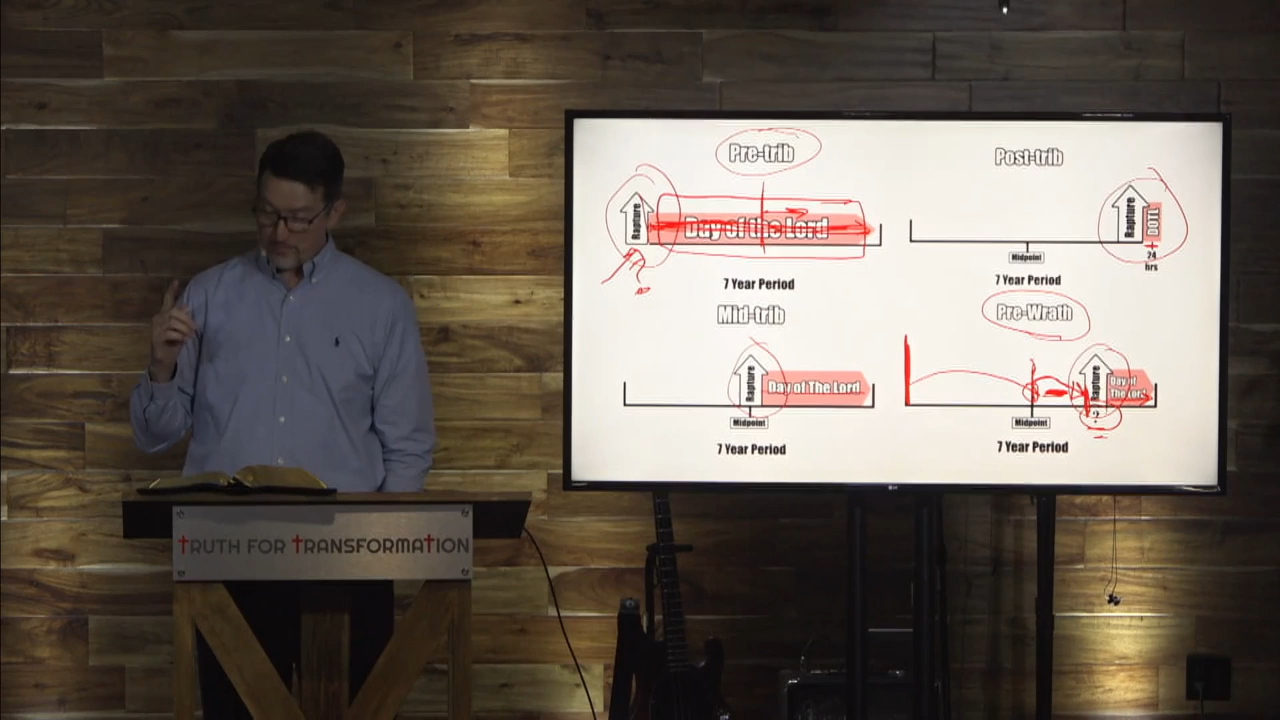 Pre-trib
Rapture
Day of the Lord
7 Year Period
Post-trib
Rapture
DOTL
24
hrs
Midpoint
7 Year Period
Mid-trib
Rapture
Day of The Lord
Midpoint
7 Year Period
Pre-Wrath
Rapture
Day of
The Lord
?
Midpoint
7 Year Period
LG
TRUTH FOR TRANSFORMATION